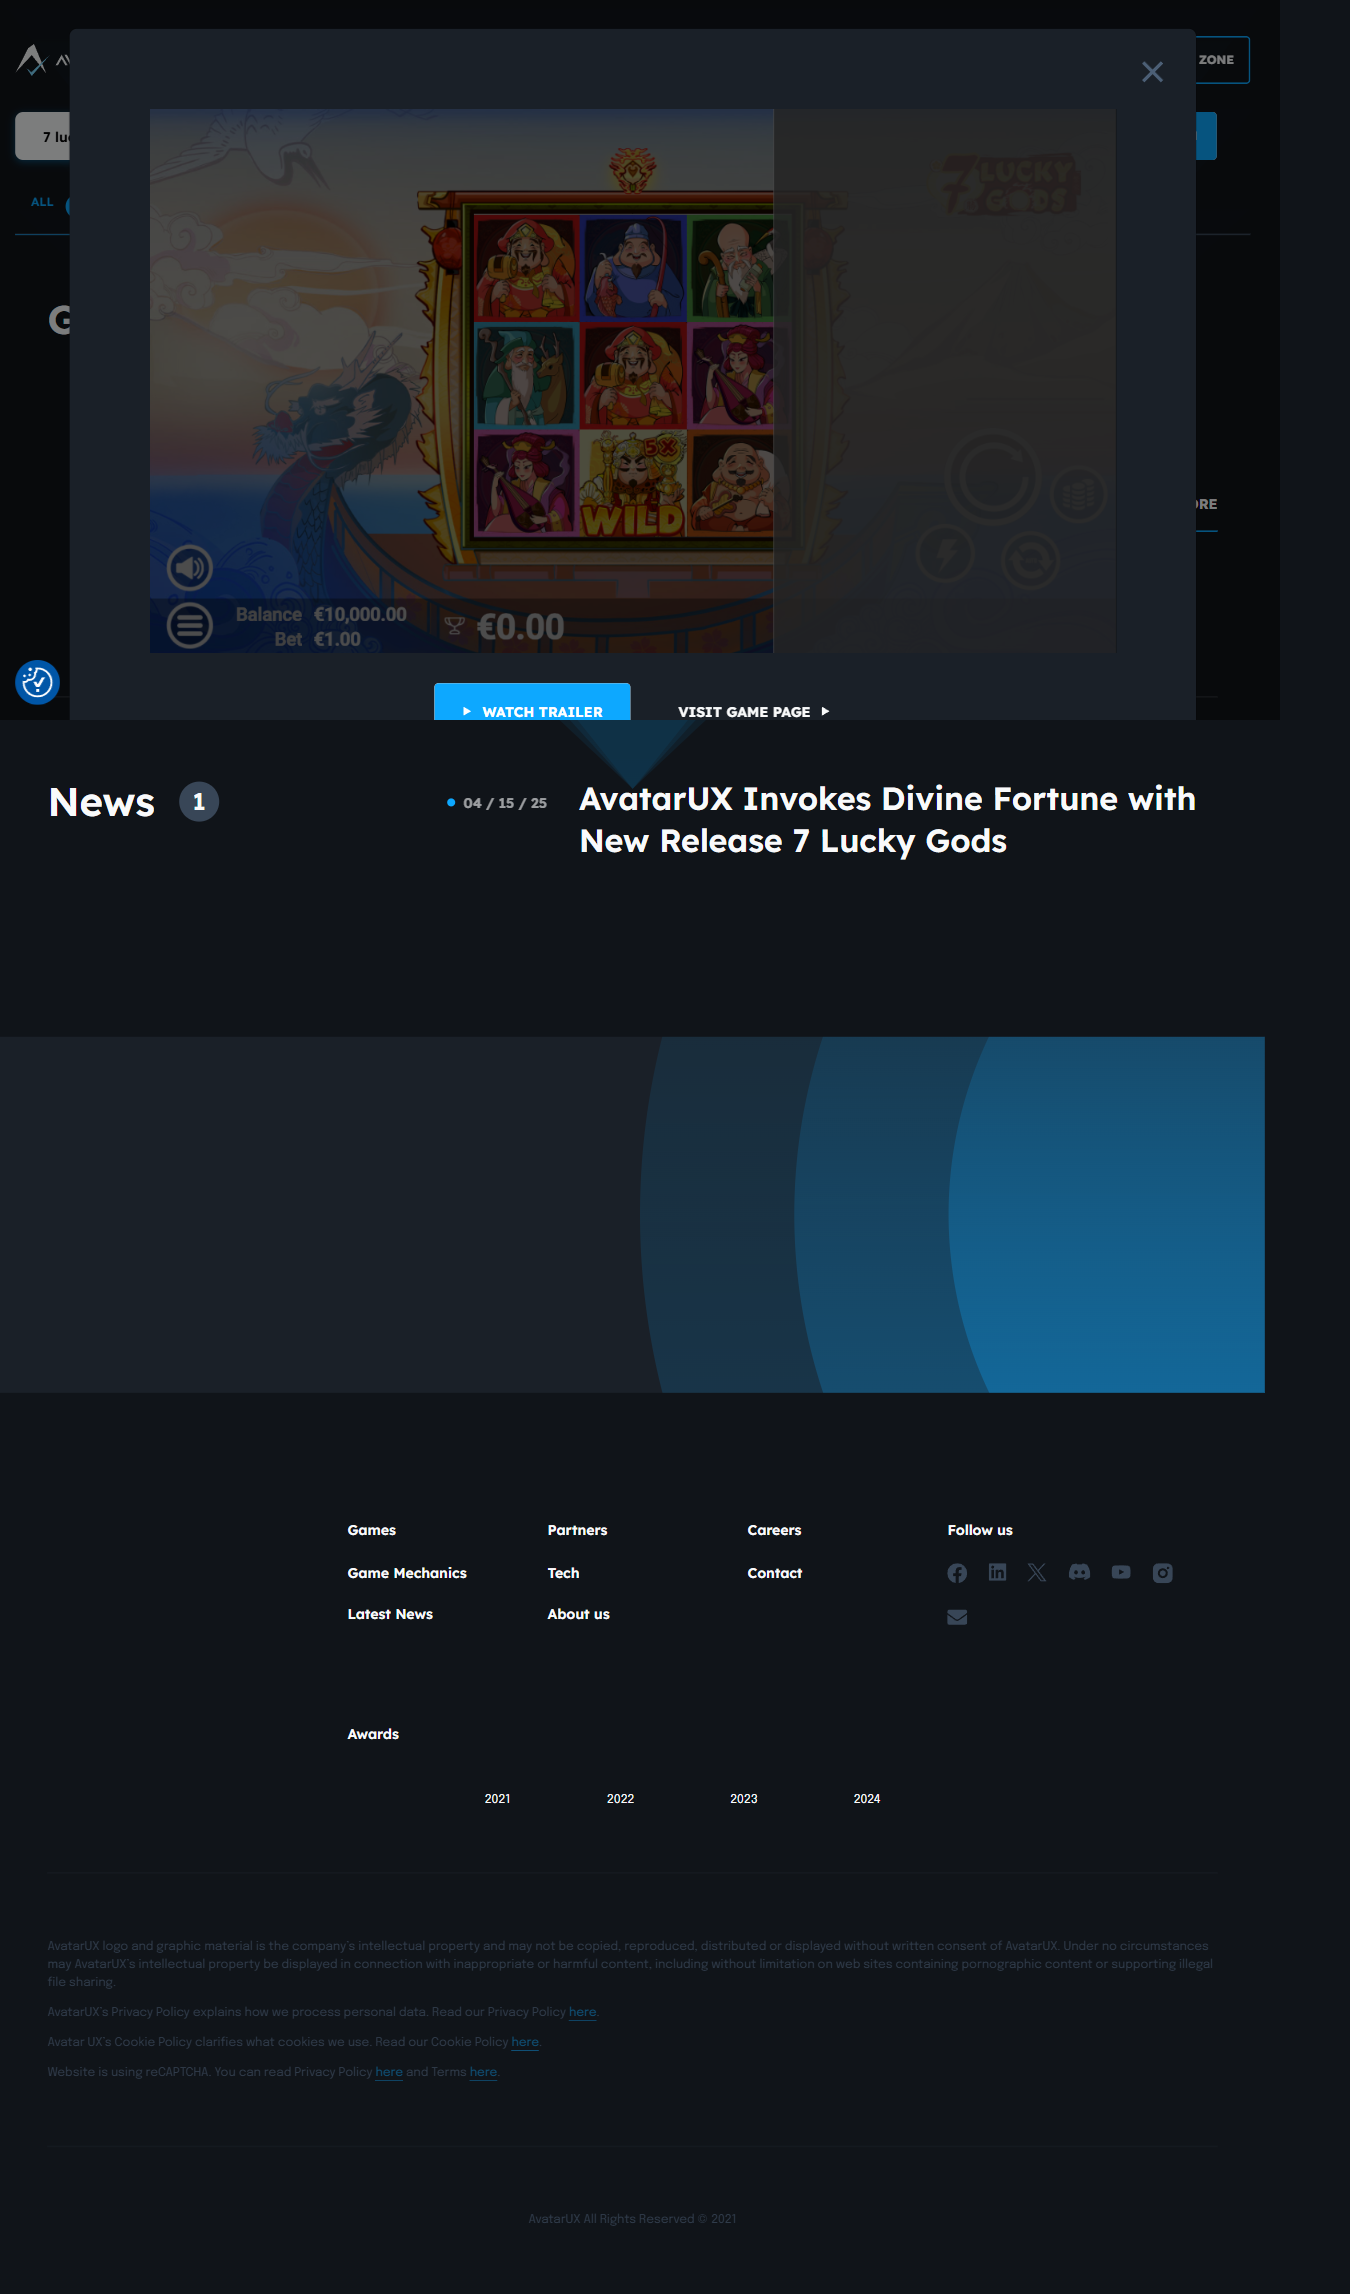 ZONE
7 lu
ALL
G
7 LUCKY
GODS
5X
WILD
ORE
Balance €10,000.00
Bet €1.00
€0.00
WATCH TRAILER
VISIT GAME PAGE
News 1
04 / 15 / 25
AvatarUX Invokes Divine Fortune with
New Release 7 Lucky Gods
Games
Partners
Careers
Follow us
Game Mechanics
Tech
Contact
Latest News
About us
Awards
2021
2022
2023
2024
AvatarUX logo and graphic material is the company's intellectual property and may not be copied, reproduced, distributed or displayed without written consent of AvatarUX. Under no circumstances
may AvatarUX's intellectual property be displayed in connection with inappropriate or harmful content, including without limitation on web sites containing pornographic content or supporting illegal
file sharing.
AvatarUX's Privacy Policy explains how we process personal data. Read our Privacy Policy here.
Avatar UX's Cookie Policy clarifies what cookies we use. Read our Cookie Policy here.
Website is using reCAPTCHA. You can read Privacy Policy here and Terms here.
AvatarUX All Rights Reserved © 2021